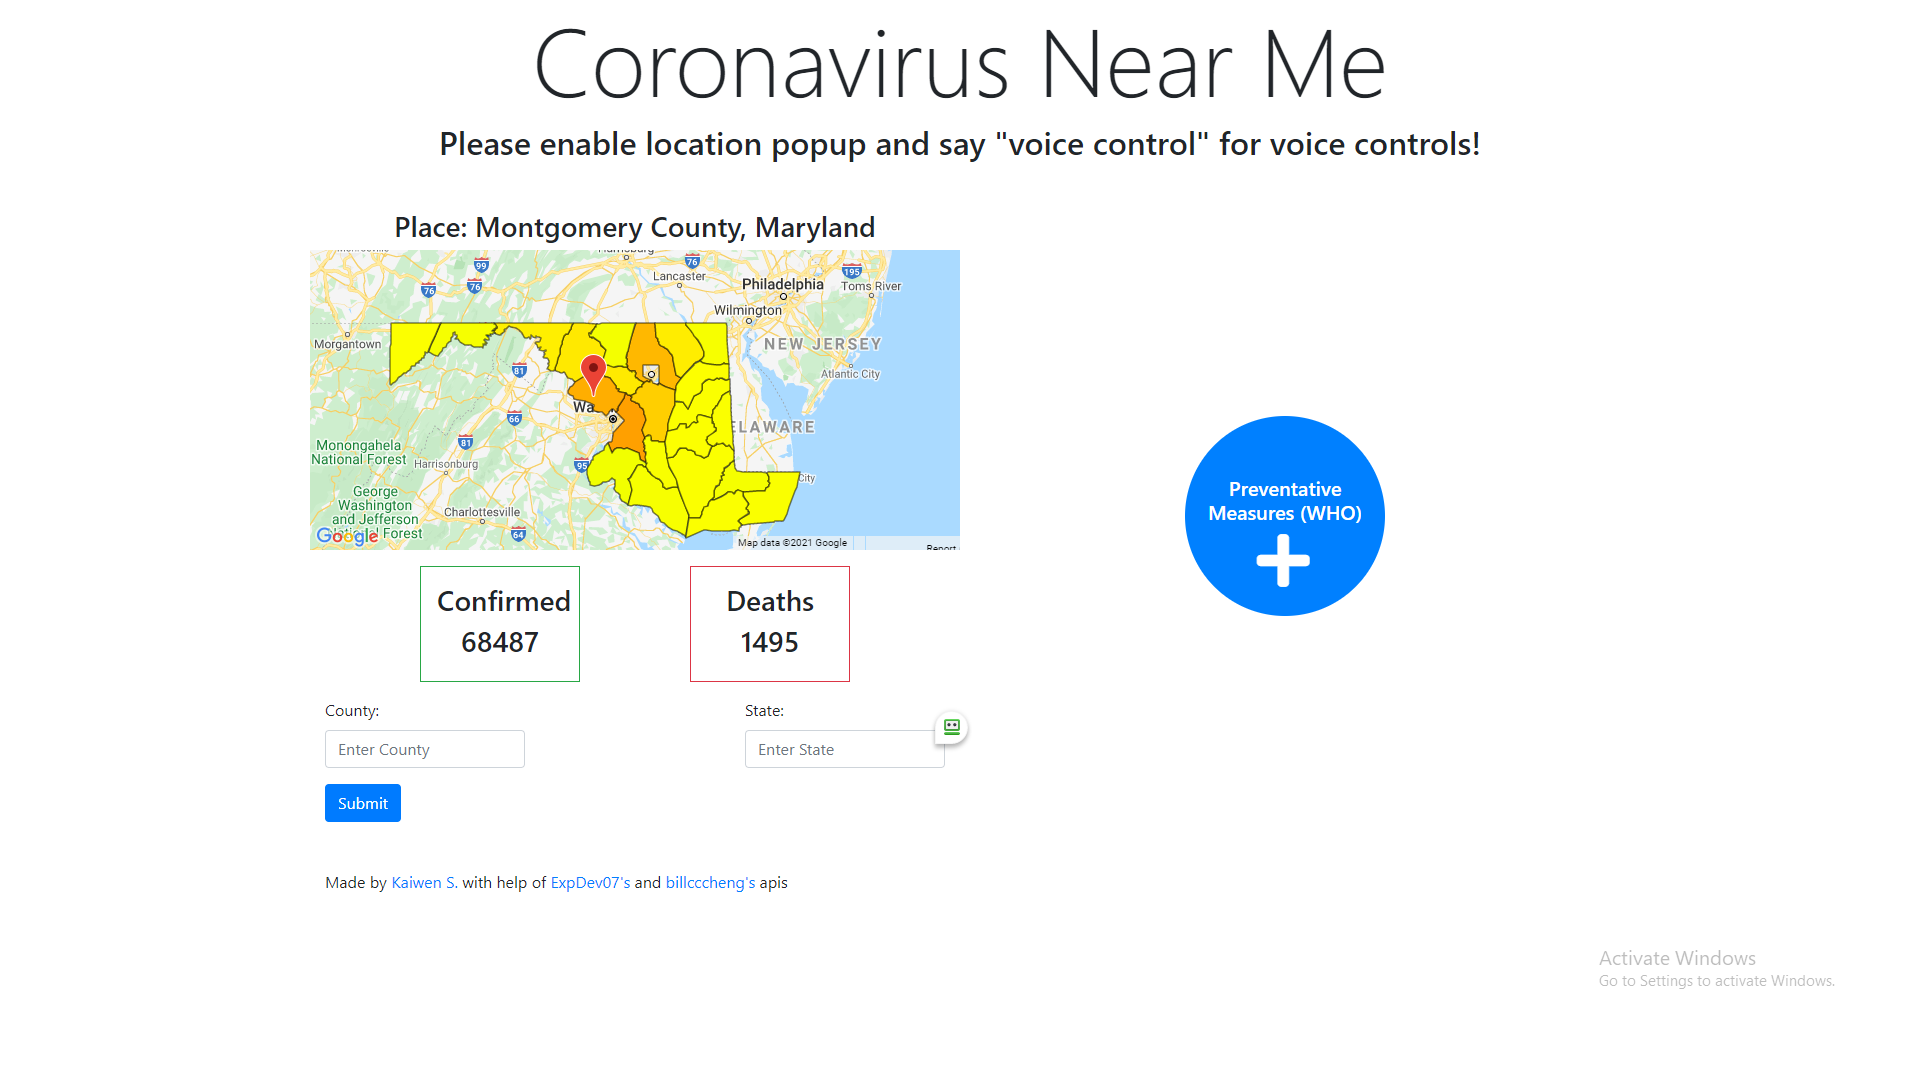 Coronavirus Near Me
Please enable location popup and say "voice control" for voice controls!
Place: Montgomery County, Maryland
99
76
195
76
76
Lancaster
Philadelphia
Toms River
Wilmington
Morgantown
NEW JERSEY
81
Atlantic City
Wa
66
ELAWARE
81
Monongahela
National Forest
Harrisonburg
95
City
George
Washington
and Jefferson
National Forest
Charlottesville
64
Google
Map data ©2021 Google
Report
Preventative
Measures (WHO)
Confirmed
68487
Deaths
1495
County:
State:
Enter County
Enter State
Submit
Made by Kaiwen S. with help of ExpDev07's and billcccheng's apis
Activate Windows
Go to Settings to activate Windows.